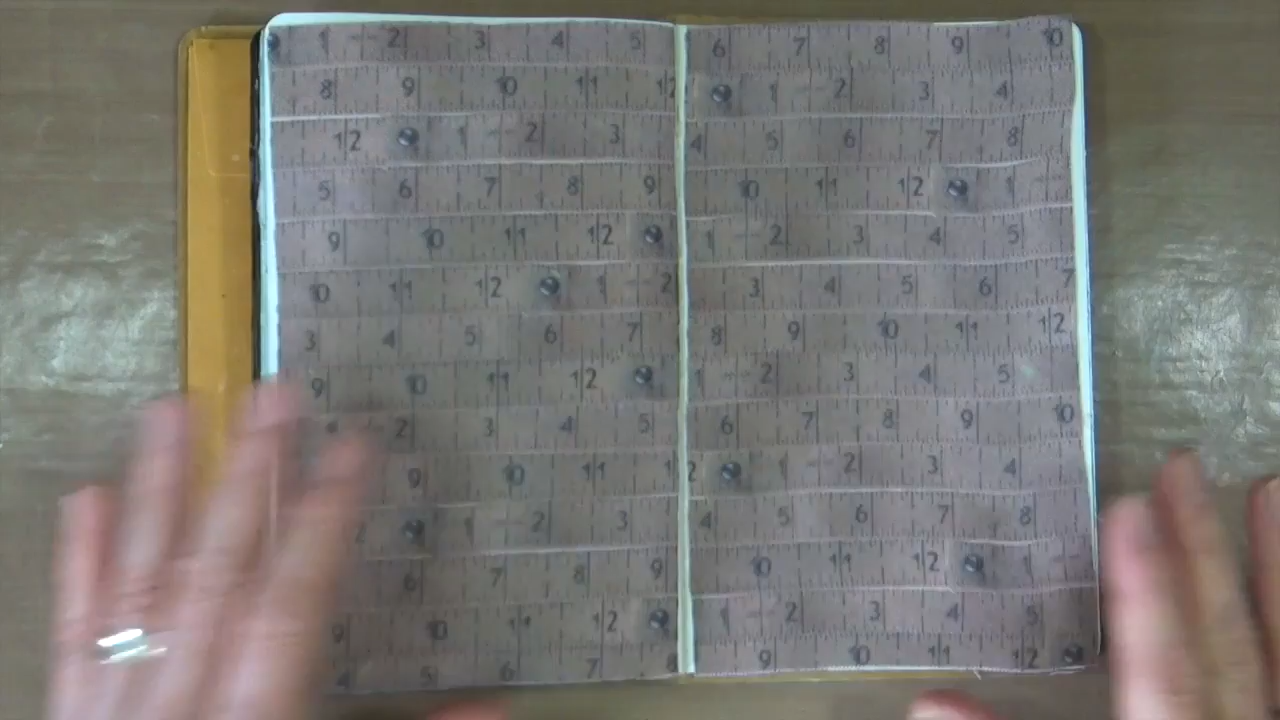 1 2 3 4 5 6 7 8 9 10
8 9 10 11 12 1 2 3 4
12 1 2 3 4 5 6 7 8
5 6 7 8 9 10 11 12 1
9 10 11 12 1 2 3 4 5
10 11 12 1 2 3 4 5 6 7
3 4 5 6 7 8 9 10 11 12
9 10 11 12 1 2 3 4 5
2 3 4 5 6 7 8 9 10
9 10 11 12 1 2 3 4
2 1 2 3 4 5 6 7 8
6 7 8 9 10 11 12 1
9 10 11 12 1 2 3 4 5
4 5 6 7 8 9 10 11 12